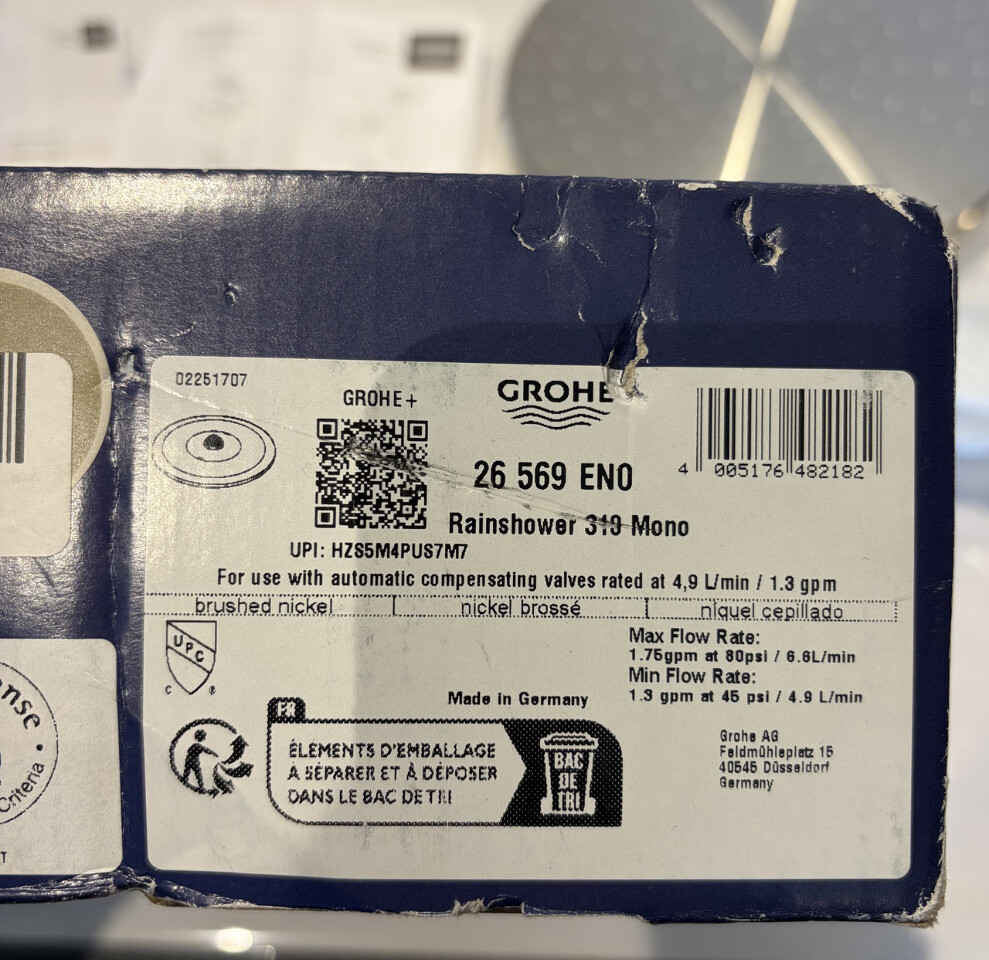 02251707
GROHE+
GROHE
26 569 EN0
4 005176 482182
Rainshower 319 Mono
UPI: HZS5M4PUS7M7
For use with automatic compensating valves rated at 4,9 L/min / 1.3 gpm
brushed nickel
nickel brossé
níquel cepillado
UPC
C ®
Max Flow Rate:
1.75gpm at 80psi / 6.6L/min
Min Flow Rate:
1.3 gpm at 45 psi / 4.9 L/min
Made in Germany
FR
ÉLÉMENTS D'EMBALLAGE
À SÉPARER ET À DÉPOSER
DANS LE BAC DE TRI
BAC
DE
TRI
Grohe AG
Feldmühleplatz 15
40545 Düsseldorf
Germany
Criteria